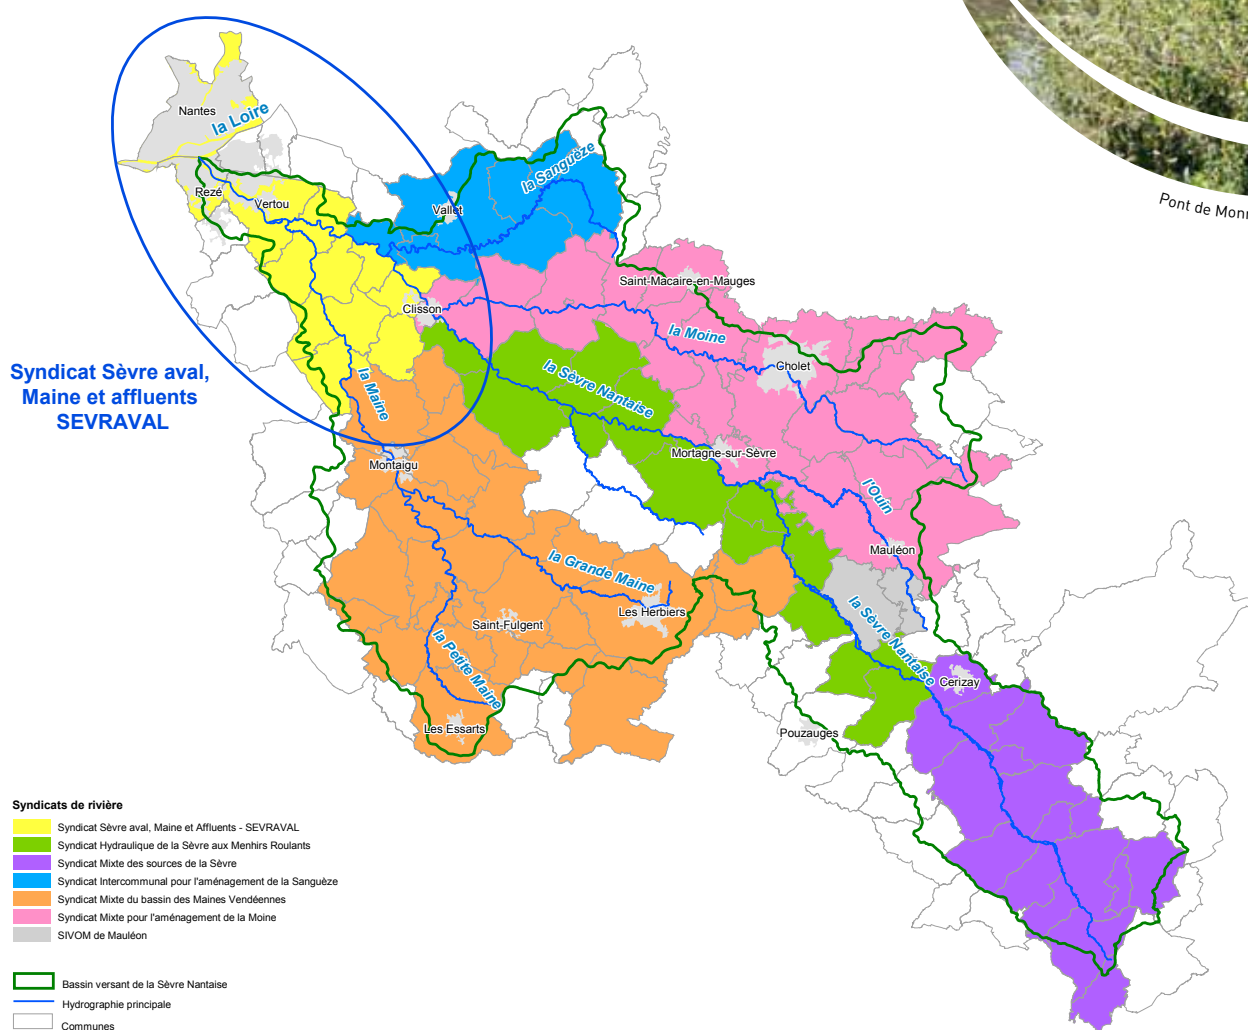 Nantes
la Loire
Rezé
Vertou
Vallet
la Sanguèze
Pont de Monn
Clisson
Saint-Macaire-en-Mauges
la Moine
Cholet
Syndicat Sèvre aval,
Maine et affluents
SEVRAVAL
la Maine
la Sèvre Nantaise
Montaigu
Mortagne-sur-Sèvre
l'Ouin
Mauléon
la Grande Maine
Les Herbiers
Saint-Fulgent
la Petite Maine
la Sèvre Nantaise
Cerizay
Les Essarts
Pouzauges
Syndicats de rivière
Syndicat Sèvre aval, Maine et Affluents - SEVRAVAL
Syndicat Hydraulique de la Sèvre aux Menhirs Roulants
Syndicat Mixte des sources de la Sèvre
Syndicat Intercommunal pour l'aménagement de la Sanguèze
Syndicat Mixte du bassin des Maines Vendéennes
Syndicat Mixte pour l'aménagement de la Moine
SIVOM de Mauléon
Bassin versant de la Sèvre Nantaise
Hydrographie principale
Communes